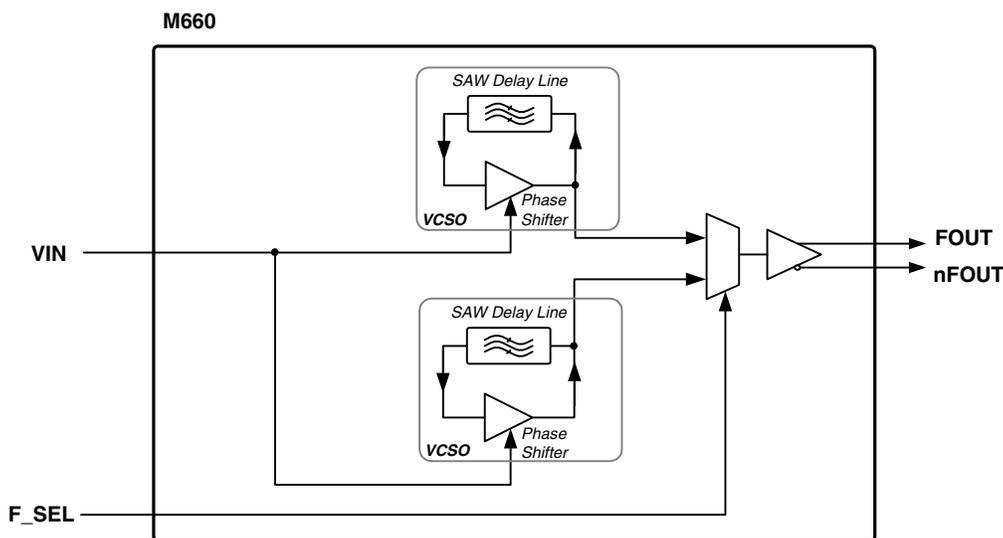 M660
SAW Delay Line
Phase
Shifter
VCSO
VIN
FOUT
nFOUT
SAW Delay Line
Phase
Shifter
VCSO
F_SEL